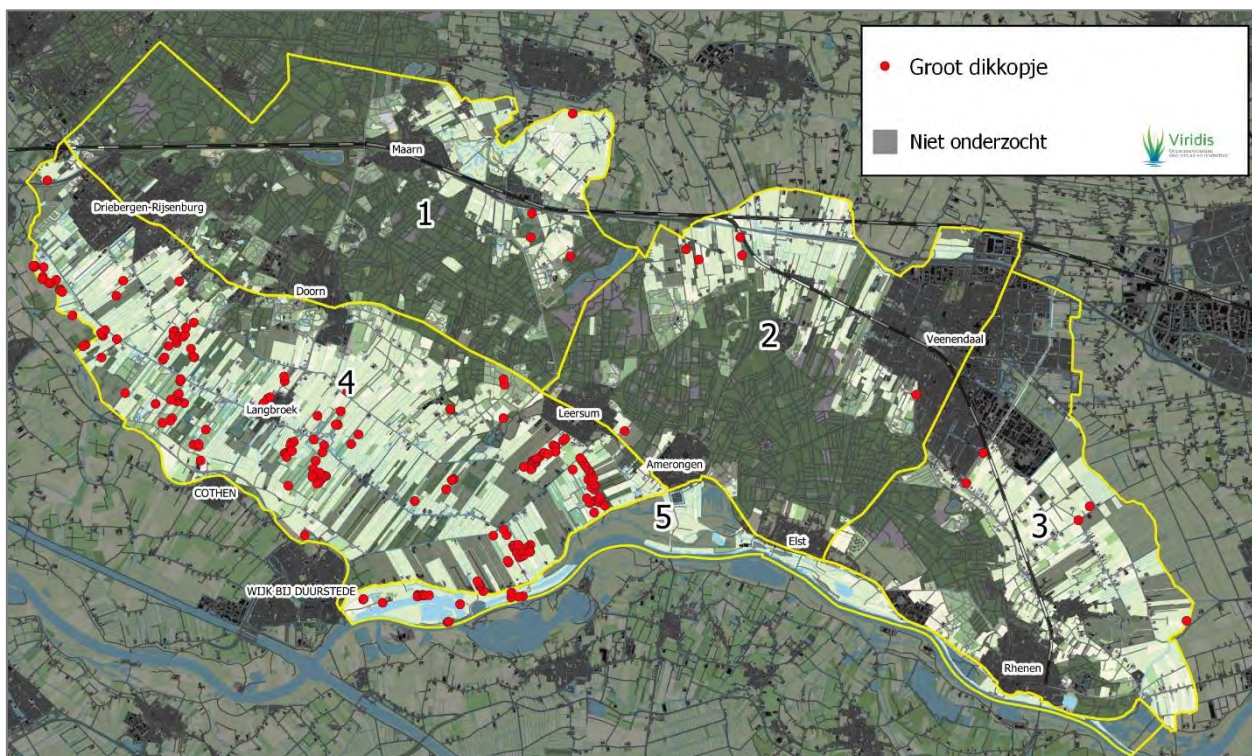 Groot dikkopje
Niet onderzocht
Viridis
Maarn
Driebergen-Rijsenburg
1
Doorn
2
Veenendaal
4
Langbroek
Leersum
Amerongen
COTHEN
5
Elst
3
WIJK BIJ DUURSTEDE
Rhenen